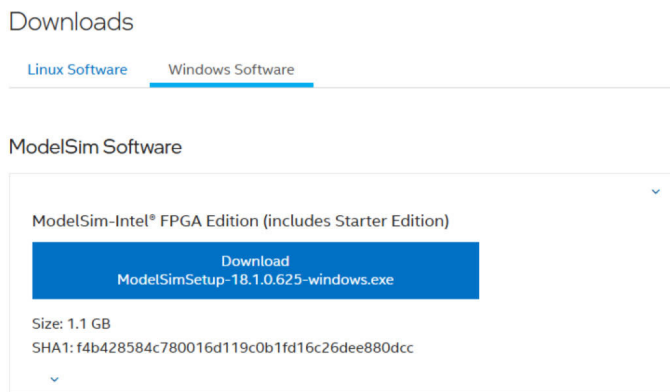 Downloads
Linux Software Windows Software
ModelSim Software
ModelSim-Intel® FPGA Edition (includes Starter Edition)
Download
ModelSimSetup-18.1.0.625-windows.exe
Size: 1.1 GB
SHA1: f4b428584c780016d119c0b1fd16c26dee880dcc